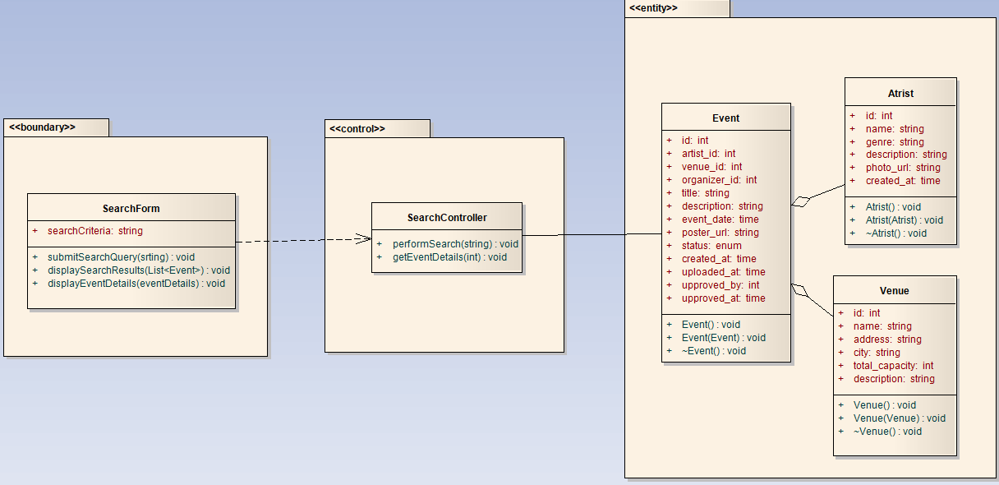 <<boundary>>
SearchForm
+ searchCriteria: string
+ submitSearchQuery(srting) : void
+ displaySearchResults(List<Event>) : void
+ displayEventDetails(eventDetails) : void
<<control>>
SearchController
+ performSearch(string) : void
+ getEventDetails(int) : void
<<entity>>
Event
+ id: int
+ artist_id: int
+ venue_id: int
+ organizer_id: int
+ title: string
+ description: string
+ event_date: time
+ poster_url: string
+ status: enum
+ created_at: time
+ uploaded_at: time
+ upproved_by: int
+ upproved_at: time
+ Event() : void
+ Event(Event) : void
+ ~Event() : void
Atrist
+ id: int
+ name: string
+ genre: string
+ description: string
+ photo_url: string
+ created_at: time
+ Atrist() : void
+ Atrist(Atrist) : void
+ ~Atrist() : void
Venue
+ id: int
+ name: string
+ address: string
+ city: string
+ total_capacity: int
+ description: string
+ Venue() : void
+ Venue(Venue) : void
+ ~Venue() : void